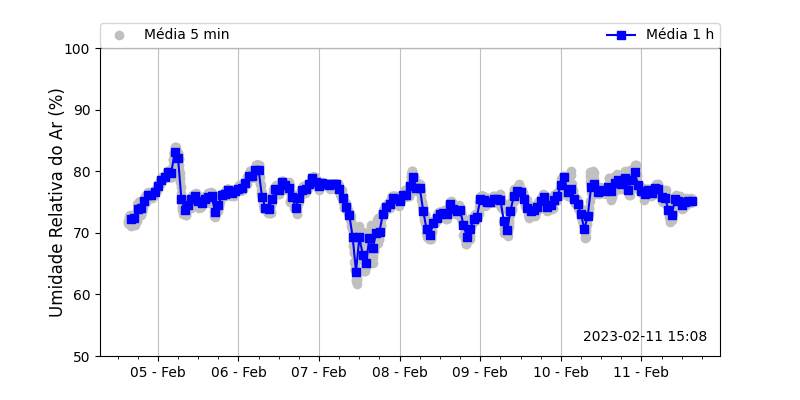 Média 5 min
Média 1 h
Umidade Relativa do Ar (%)
100
90
80
70
60
50
2023-02-11 15:08
05 - Feb
06 - Feb
07 - Feb
08 - Feb
09 - Feb
10 - Feb
11 - Feb